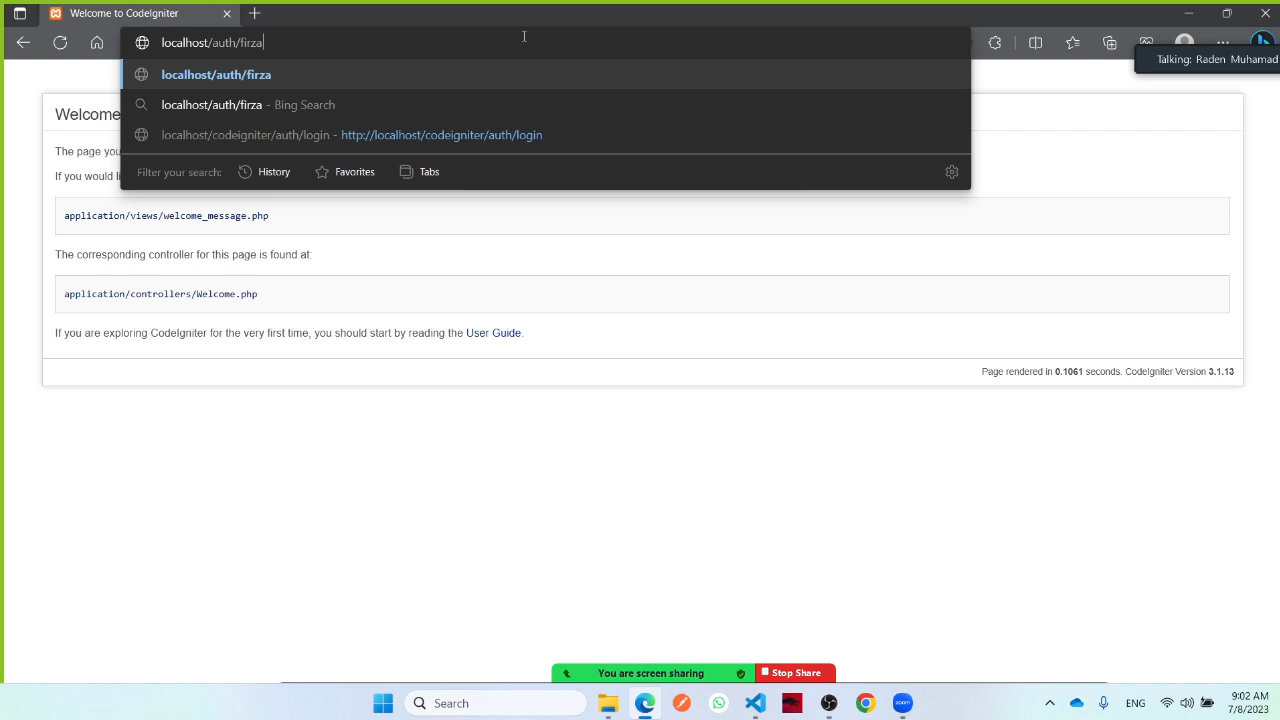 Welcome to CodeIgniter
localhost/auth/firza
Talking: Raden Muhamad
localhost/auth/firza
localhost/auth/firza - Bing Search
localhost/codeigniter/auth/login - http://localhost/codeigniter/auth/login
Filter your search: History Favorites Tabs
Welcome
The page you
If you would li
application/views/welcome_message.php
The corresponding controller for this page is found at:
application/controllers/Welcome.php
If you are exploring CodeIgniter for the very first time, you should start by reading the User Guide.
Page rendered in 0.1061 seconds. CodeIgniter Version 3.1.13
You are screen sharing Stop Share
Search
zoom
ENG
9:02 AM
7/8/2023